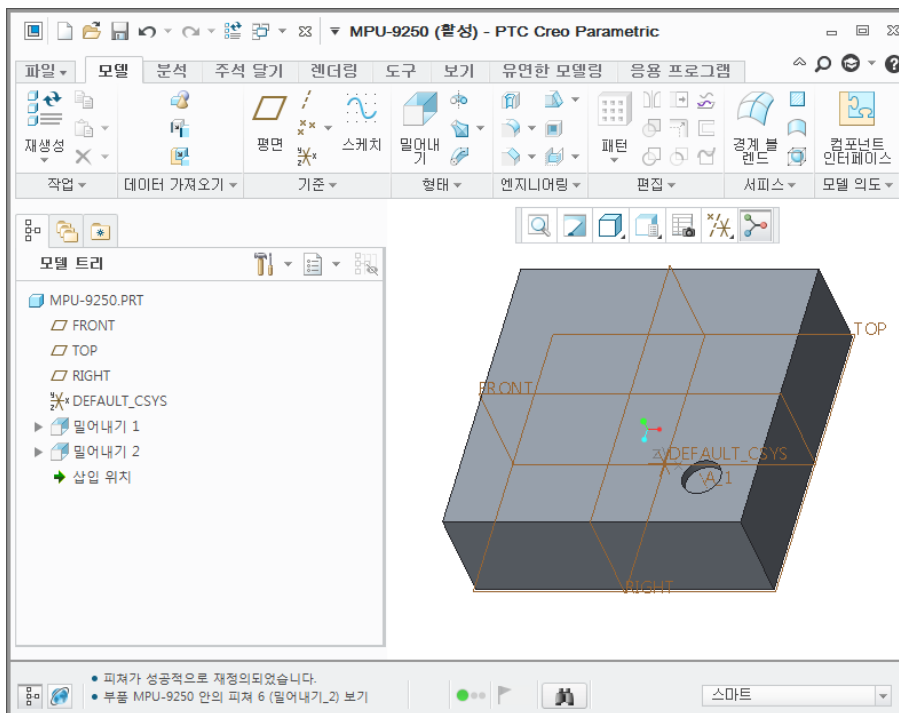 MPU-9250 (활성) - PTC Creo Parametric
파일 모델 분석 주석 달기 렌더링 도구 보기 유연한 모델링 응용 프로그램
재생성 평면 스케치 밀어내기 패턴 경계 블렌드 컴포넌트 인터페이스
작업 데이터 가져오기 기준 형태 엔지니어링 편집 서피스 모델 의도
모델 트리
MPU-9250.PRT
FRONT
TOP
RIGHT
DEFAULT_CSYS
밀어내기 1
밀어내기 2
삽입 위치
TOP
FRONT
DEFAULT_CSYS
A_1
RIGHT
• 피쳐가 성공적으로 재정의되었습니다.
• 부품 MPU-9250 안의 피쳐 6 (밀어내기_2) 보기
스마트